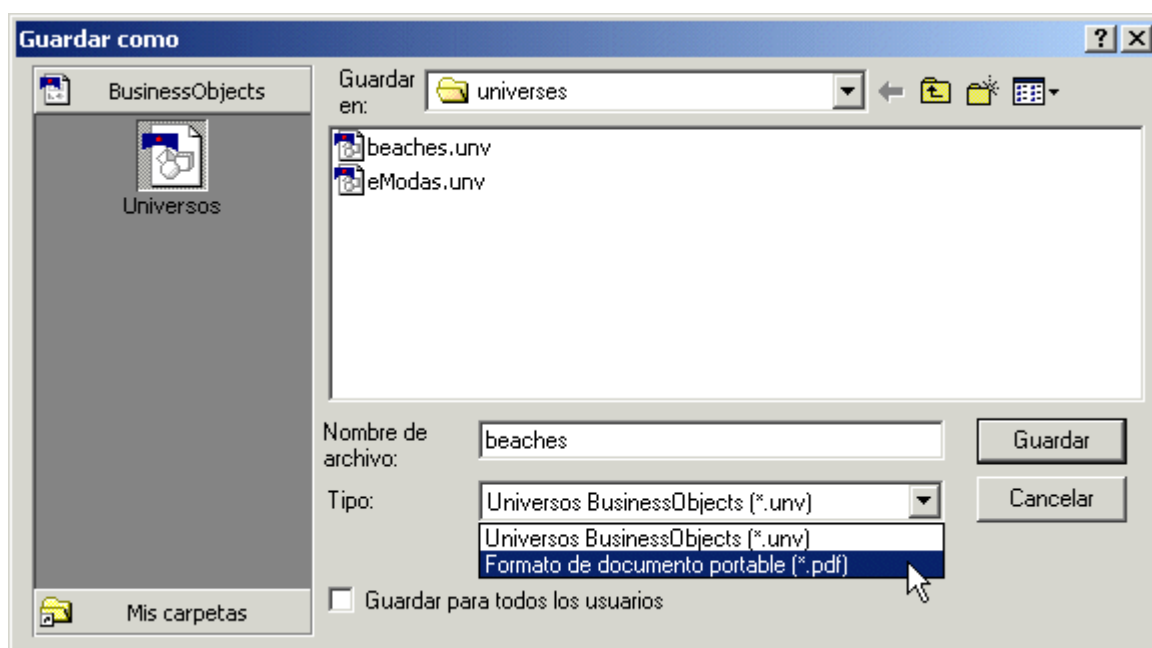 Guardar como
BusinessObjects
Universos
Mis carpetas
Guardar
en:
universes
beaches.unv
eModas.unv
Nombre de
archivo:
beaches
Guardar
Tipo:
Universos BusinessObjects (*.unv)
Cancelar
Universos BusinessObjects (*.unv)
Formato de documento portable (*.pdf)
Guardar para todos los usuarios